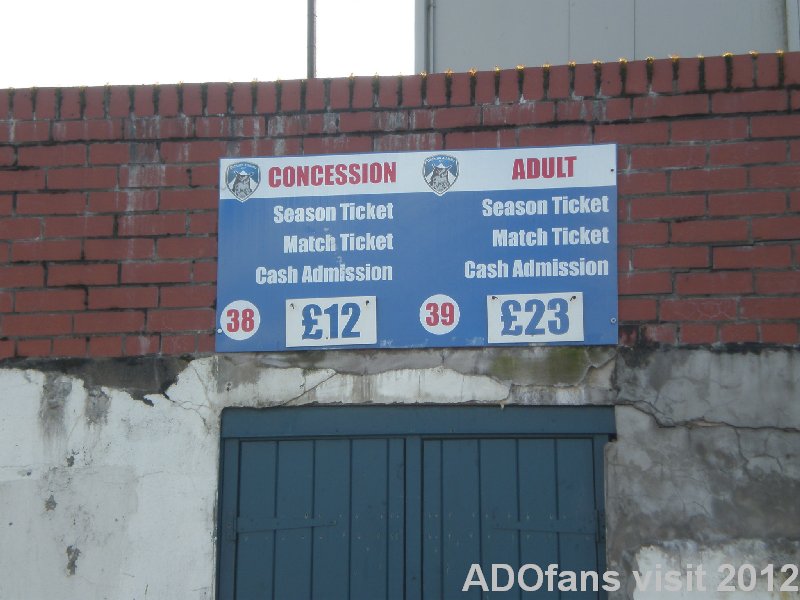 CONCESSION
Season Ticket
Match Ticket
Cash Admission
38 £12
ADULT
Season Ticket
Match Ticket
Cash Admission
39 £23
ADOfans visit 2012